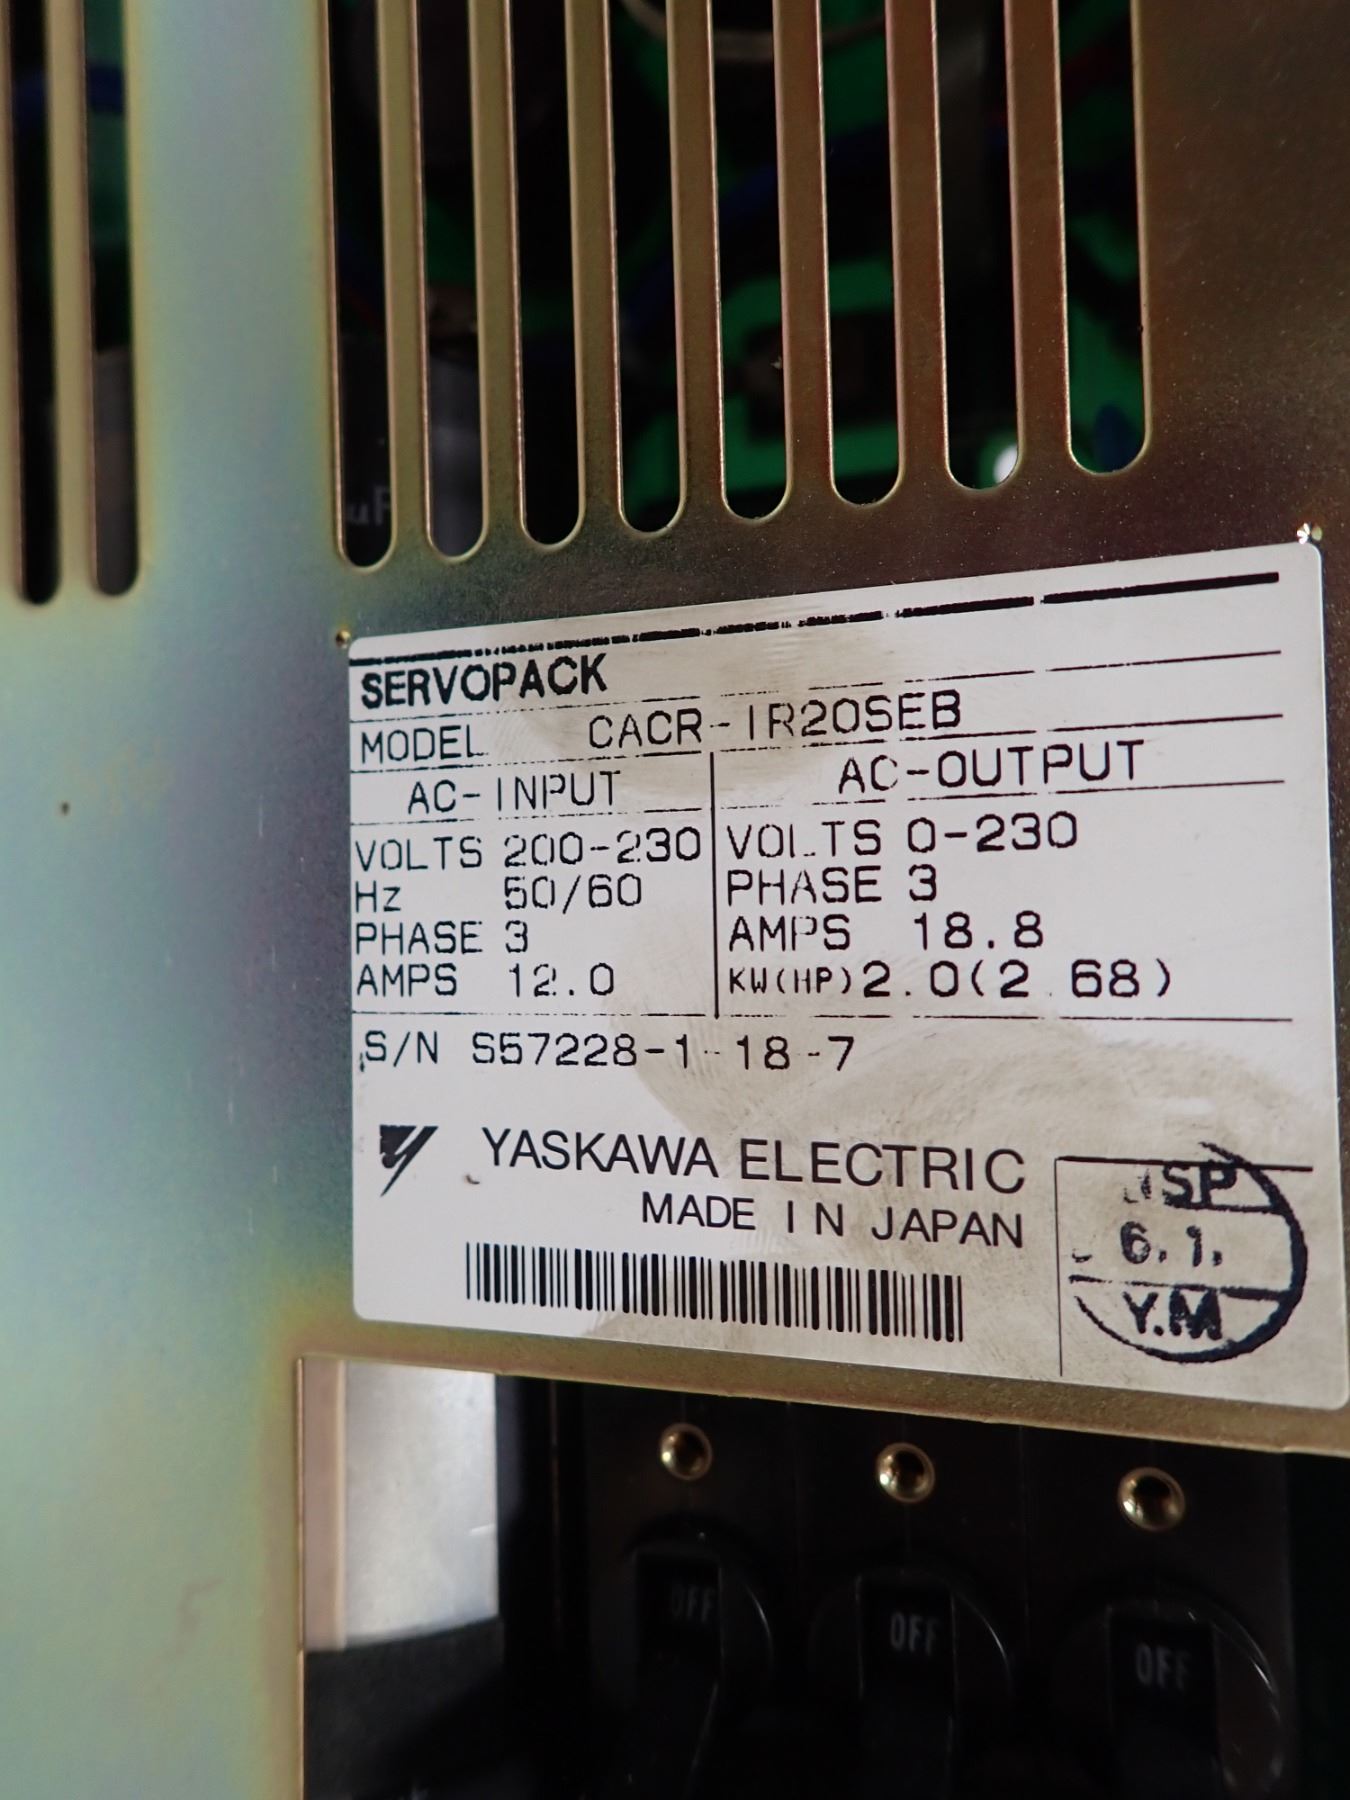 uF
SERVOPACK
MODEL CACR-IR20SEB
AC-INPUT
AC-OUTPUT
VOLTS 200-230
VOLTS 0-230
Hz 50/60
PHASE 3
PHASE 3
AMPS 18.8
AMPS 12.0
KW(HP) 2.0(2.68)
S/N S57228-1-18-7
YASKAWA ELECTRIC
MADE IN JAPAN
SP
6.1.
Y.M
OFF
OFF
OFF